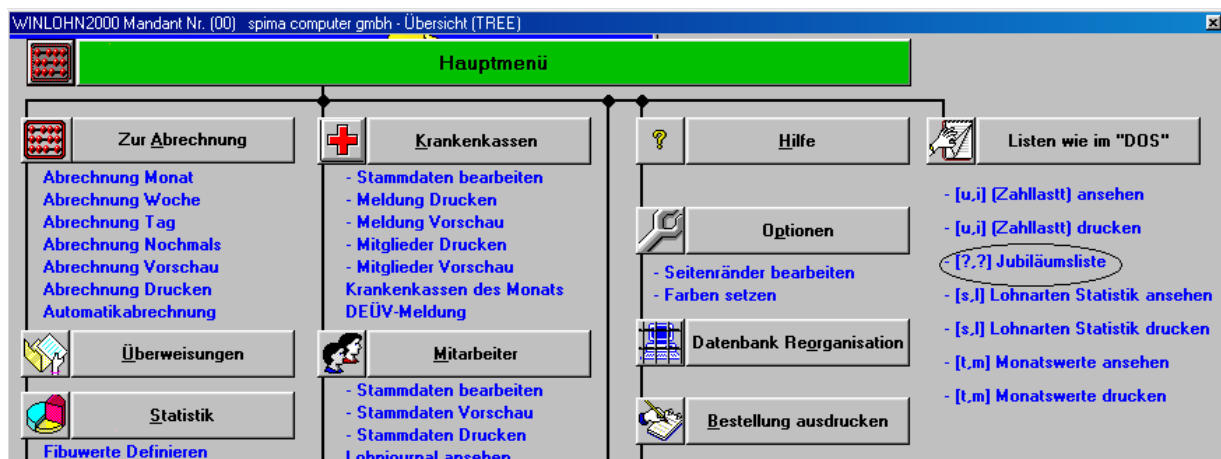 WINLOHN2000 Mandant Nr. (00) spima computer gmbh - Übersicht (TREE)
Hauptmenü
Zur Abrechnung
Abrechnung Monat
Abrechnung Woche
Abrechnung Tag
Abrechnung Nochmals
Abrechnung Vorschau
Abrechnung Drucken
Automatikabrechnung
Überweisungen
Statistik
Fibuwerte Definieren
Krankenkassen
- Stammdaten bearbeiten
- Meldung Drucken
- Meldung Vorschau
- Mitglieder Drucken
- Mitglieder Vorschau
Krankenkassen des Monats
DEÜV-Meldung
Mitarbeiter
- Stammdaten bearbeiten
- Stammdaten Vorschau
- Stammdaten Drucken
Lohnjournal ansehen
Hilfe
Optionen
- Seitenränder bearbeiten
- Farben setzen
Datenbank Reorganisation
Bestellung ausdrucken
Listen wie im "DOS"
- [u,i] (Zahllastt) ansehen
- [u,i] (Zahllastt) drucken
- [?,?] Jubiläumsliste
- [s,l] Lohnarten Statistik ansehen
- [s,l] Lohnarten Statistik drucken
- [t,m] Monatswerte ansehen
- [t,m] Monatswerte drucken